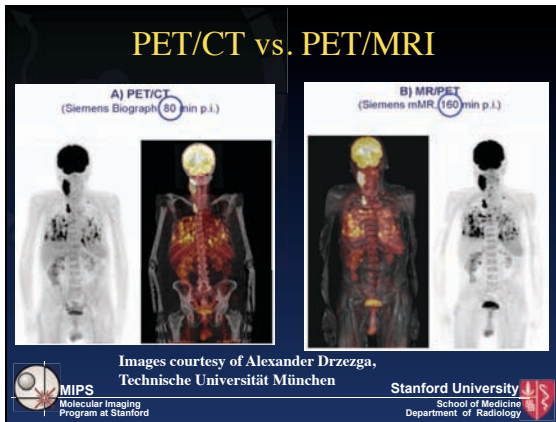 PET/CT vs. PET/MRI
A) PET/CT
(Siemens Biograph, 80 min p.i.)
B) MR/PET
(Siemens mMR, 160 min p.i.)
Images courtesy of Alexander Drzezga,
Technische Universität München
MIPS
Molecular Imaging
Program at Stanford
Stanford University
School of Medicine
Department of Radiology